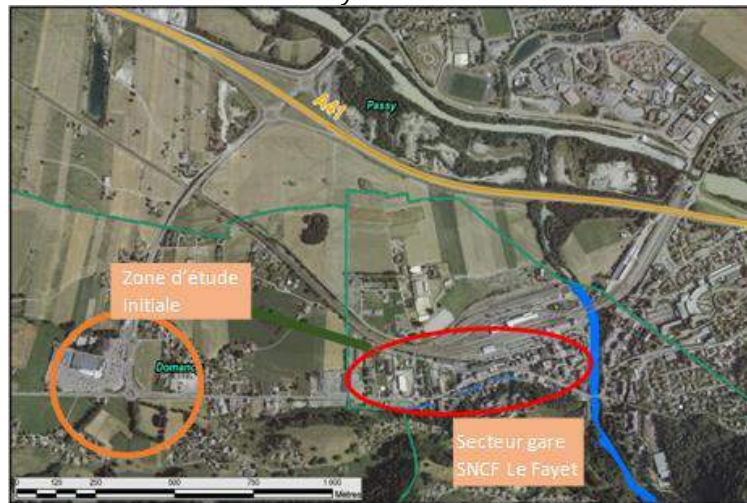 A41
Passy
Zone d'étude
initiale
Domanc
Secteur gare
SNCF Le Fayet
0 125 250 500 750 1 000
Mètres